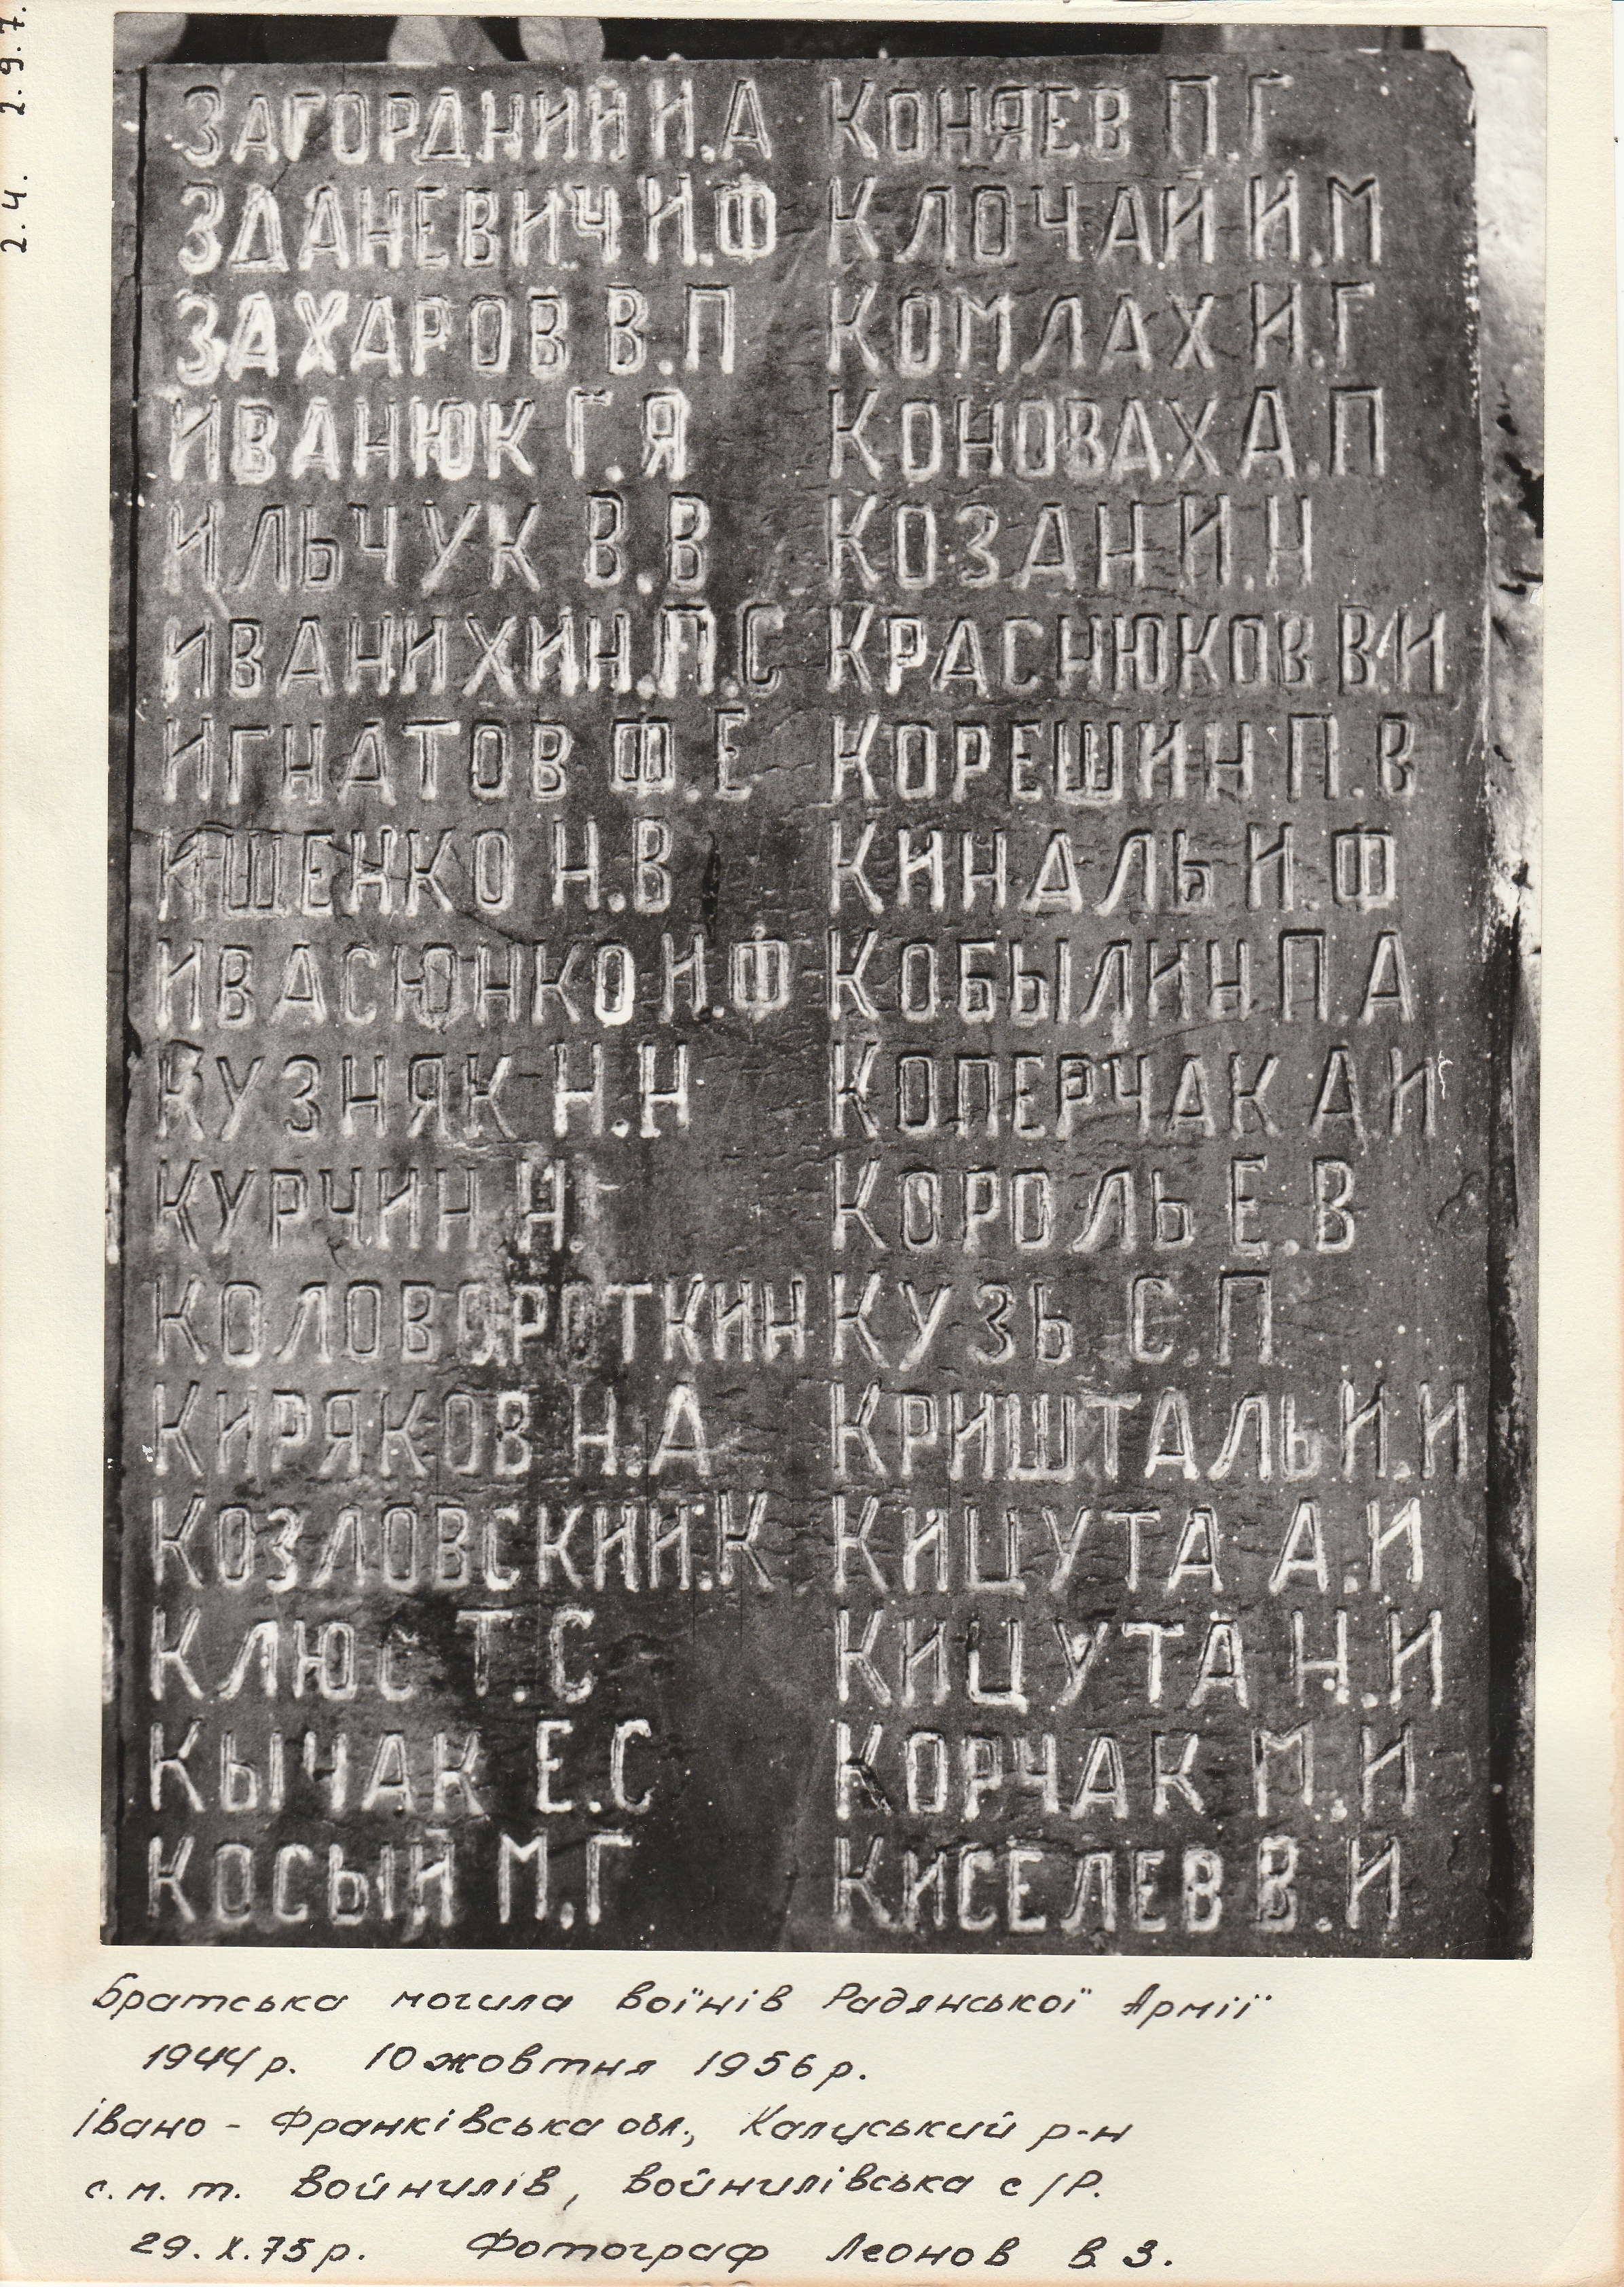 2.4. 2.9.7.
ЗАГОРДНИЙ И.А
ЗДАНЕВИЧ И.Ф
ЗАХАРОВ В.П
ИВАНЮК Г.Я
ИЛЬЧУК В.В
ИВАНИХИН.П.С
ИГНАТОВ Ф.Е
ИШЕНКО Н.В
ИВАСЮНКО И.Ф
КУЗНЯК Н.Н
КУРЧИН Н.
КОЛОВОРОТКИН
КИРЯКОВ Н.А
КОЗЛОВСКИЙ.К
КЛЮС Т.С
КЫЧАК Е.С
КОСЫЙ М.Г
КОНЯЕВ П.Г
КЛОЧАЙ И.М
КОМЛАХ И.Г
КОНОВАХ А.П
КОЗАН И.Н
КРАСНЮКОВ В.И
КОРЕШИН П.В
КИНАЛЬ И.Ф
КОБЫЛИН П.А
КОПЕРЧАК А.И
КОРОЛЬ Е.В
КУЗЬ С.П
КРИШТАЛЬ И.И
КИЦУТА А.И
КИЦУТА Н.И
КОРЧАК М.И
КИСЕЛЕВ В.И
Братська могила воїнів Радянської Армії
1944 р. 10 жовтня 1956 р.
Івано-Франківська обл., Калуський р-н
с.м.т. Войнилів, Войнилівська с/Р.
29.X.75 р. Фотограф Леонов В.З.